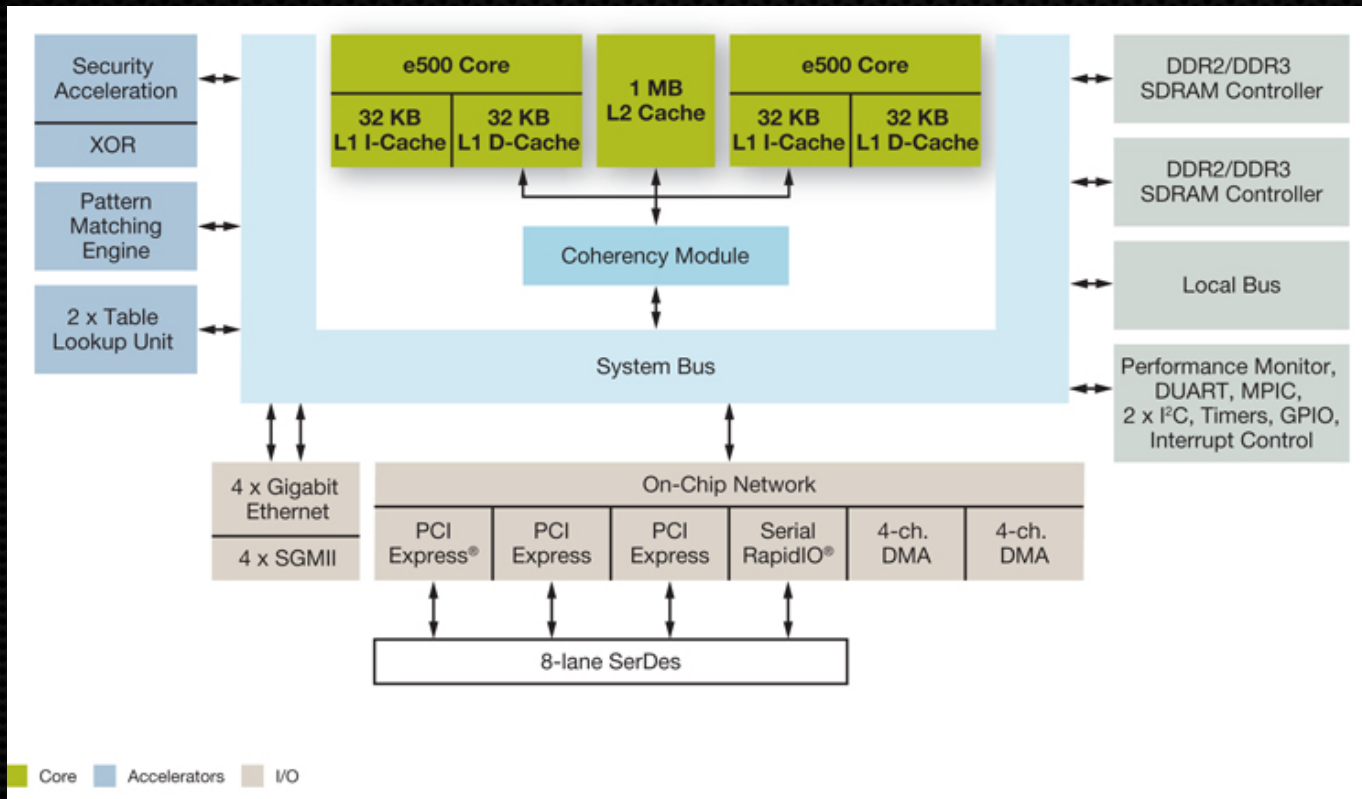 Security
Acceleration
XOR
Pattern
Matching
Engine
2 x Table
Lookup Unit
e500 Core
32 KB
L1 I-Cache
32 KB
L1 D-Cache
1 MB
L2 Cache
e500 Core
32 KB
L1 I-Cache
32 KB
L1 D-Cache
Coherency Module
System Bus
DDR2/DDR3
SDRAM Controller
DDR2/DDR3
SDRAM Controller
Local Bus
Performance Monitor,
DUART, MPIC,
2 x I²C, Timers, GPIO,
Interrupt Control
4 x Gigabit
Ethernet
4 x SGMII
On-Chip Network
PCI
Express®
PCI
Express
PCI
Express
Serial
RapidIO®
4-ch.
DMA
4-ch.
DMA
8-lane SerDes
Core
Accelerators
I/O